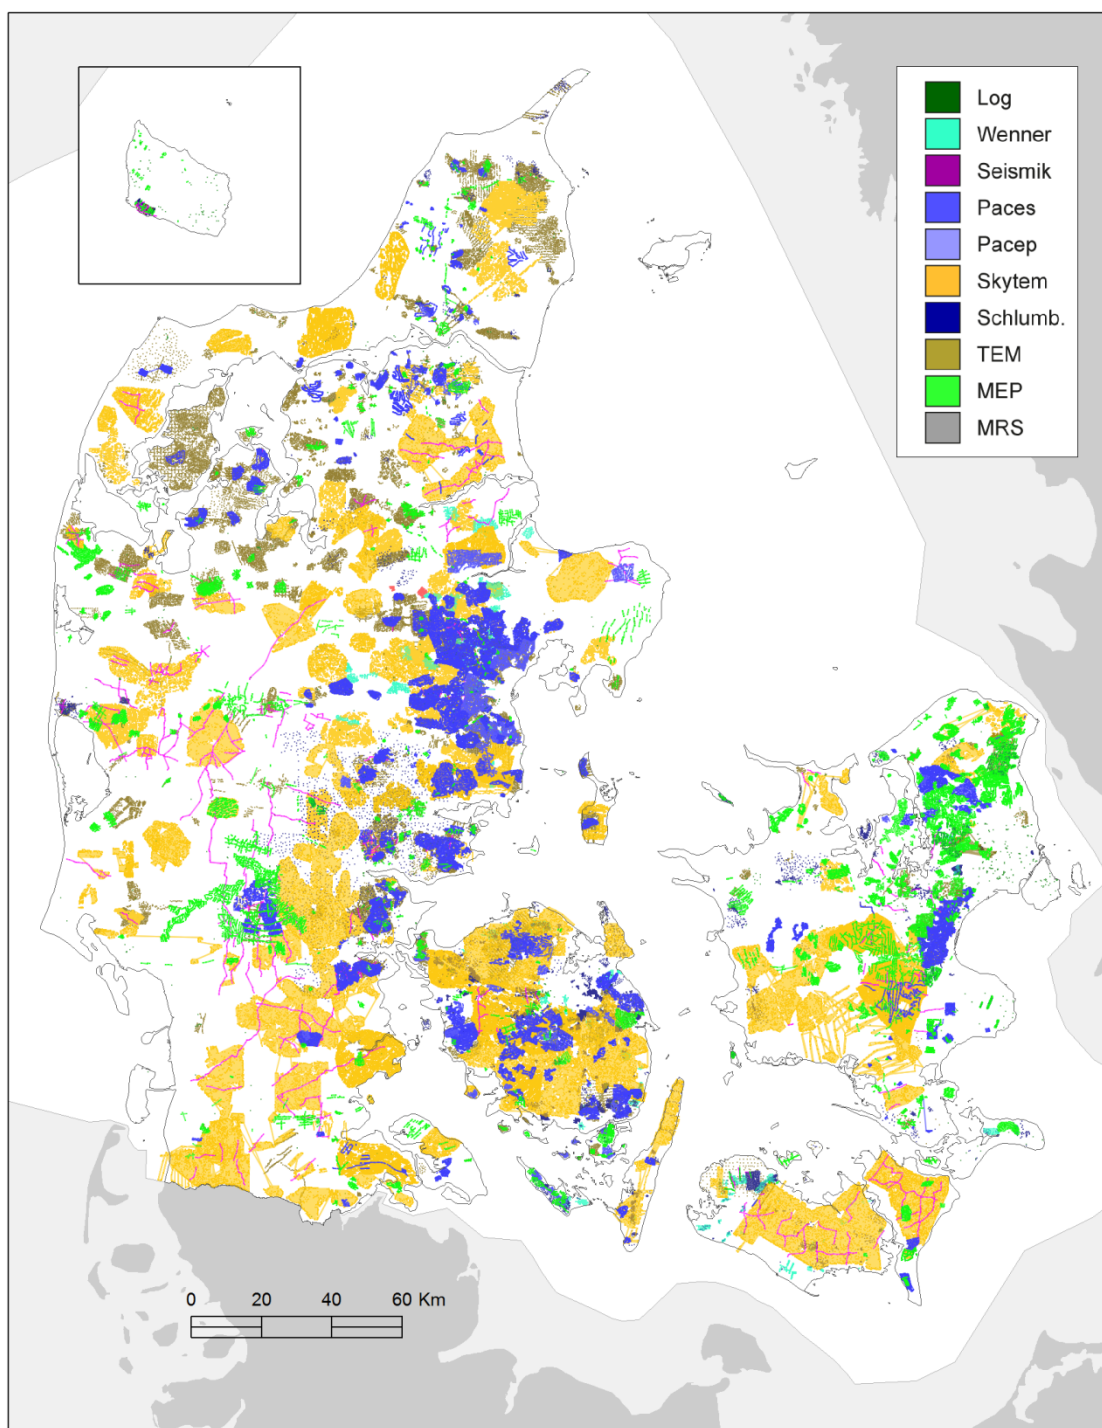 Log
Wenner
Seismik
Paces
Pacep
Skytem
Schlumb.
TEM
MEP
MRS
0 20 40 60 Km